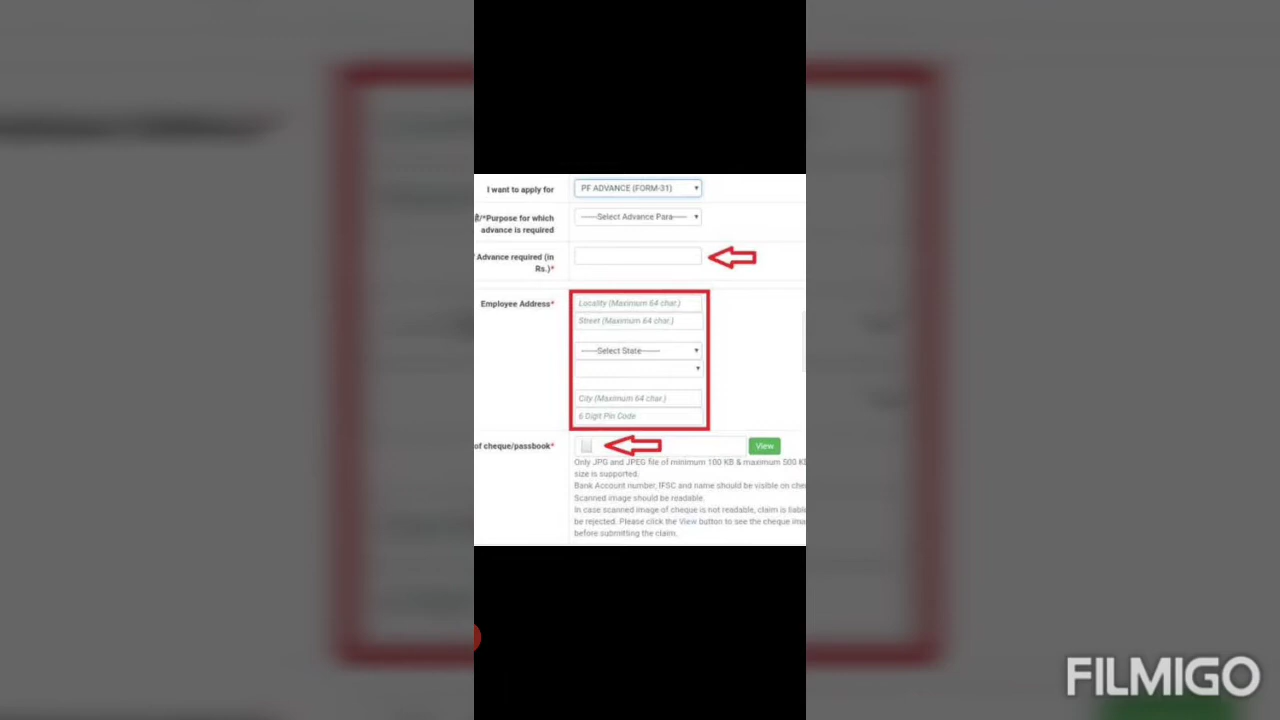 I want to apply for
PF ADVANCE (FORM-31)
है/*Purpose for which
advance is required
-----Select Advance Para-----
Advance required (in
Rs.)*
Employee Address*
Locality (Maximum 64 char.)
Street (Maximum 64 char.)
-----Select State-----
City (Maximum 64 char.)
6 Digit Pin Code
of cheque/passbook*
View
Only JPG and JPEG file of minimum 100 KB & maximum 500 KB
size is supported.
Bank Account number, IFSC and name should be visible on che
Scanned image should be readable.
In case scanned image of cheque is not readable, claim is liable
be rejected. Please click the View button to see the cheque ima
before submitting the claim.
FILMIGO